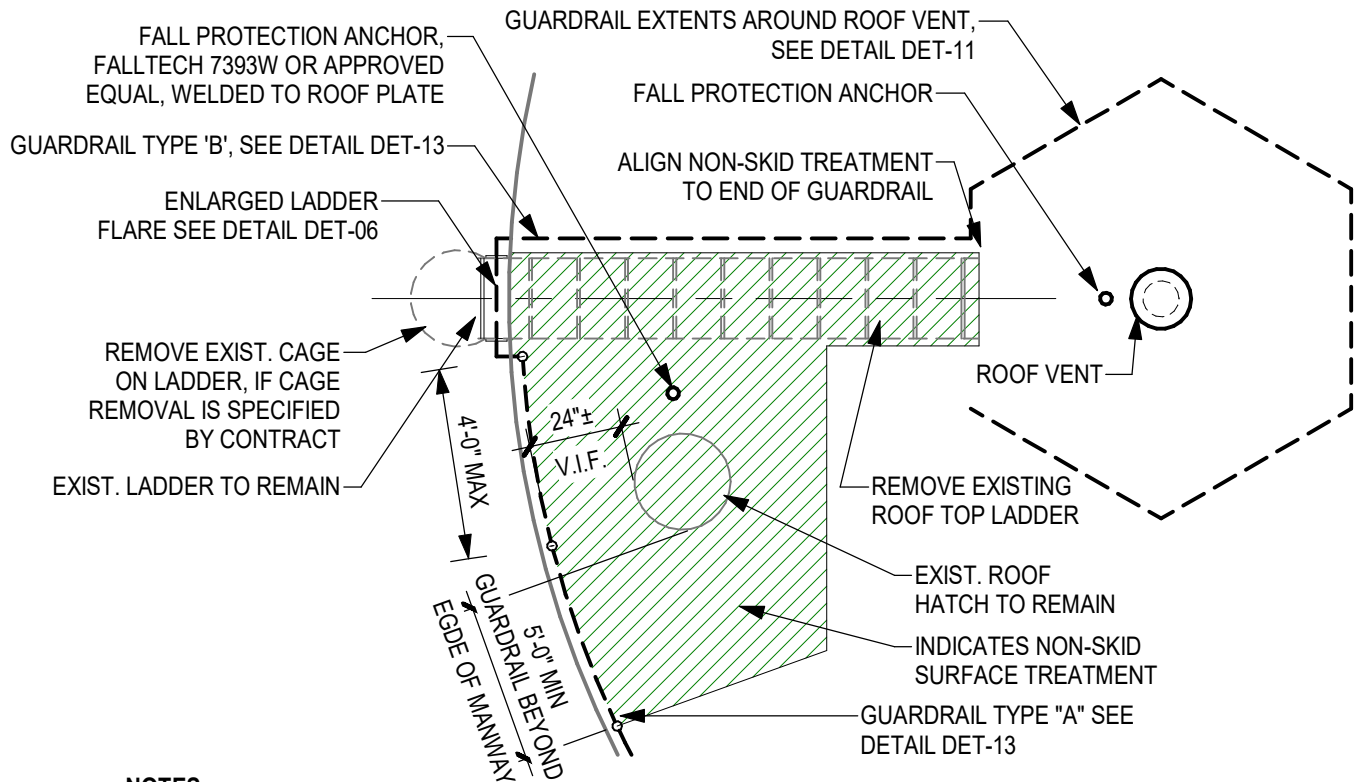 FALL PROTECTION ANCHOR,
FALLTECH 7393W OR APPROVED
EQUAL, WELDED TO ROOF PLATE
GUARDRAIL EXTENTS AROUND ROOF VENT,
SEE DETAIL DET-11
FALL PROTECTION ANCHOR
GUARDRAIL TYPE 'B', SEE DETAIL DET-13
ALIGN NON-SKID TREATMENT
TO END OF GUARDRAIL
ENLARGED LADDER
FLARE SEE DETAIL DET-06
REMOVE EXIST. CAGE
ON LADDER, IF CAGE
REMOVAL IS SPECIFIED
BY CONTRACT
ROOF VENT
EXIST. LADDER TO REMAIN
4'-0" MAX
24"±
V.I.F.
REMOVE EXISTING
ROOF TOP LADDER
EXIST. ROOF
HATCH TO REMAIN
INDICATES NON-SKID
SURFACE TREATMENT
5'-0" MIN
GUARDRAIL BEYOND
EGDE OF MANWAY
GUARDRAIL TYPE "A" SEE
DETAIL DET-13
NOTES